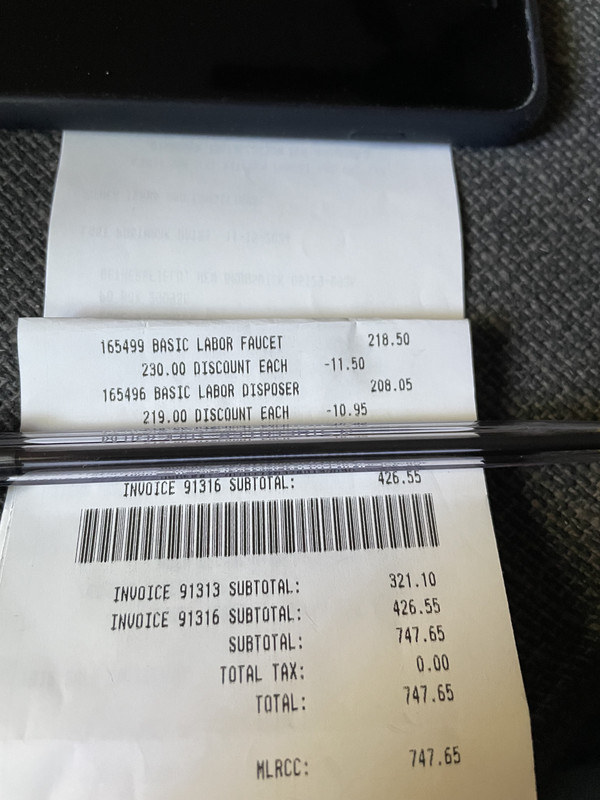 165499 BASIC LABOR FAUCET 218.50
230.00 DISCOUNT EACH -11.50
165496 BASIC LABOR DISPOSER 208.05
219.00 DISCOUNT EACH -10.95
INVOICE 91316 SUBTOTAL: 426.55
INVOICE 91313 SUBTOTAL: 321.10
INVOICE 91316 SUBTOTAL: 426.55
SUBTOTAL: 747.65
TOTAL TAX: 0.00
TOTAL: 747.65
MLRCC: 747.65